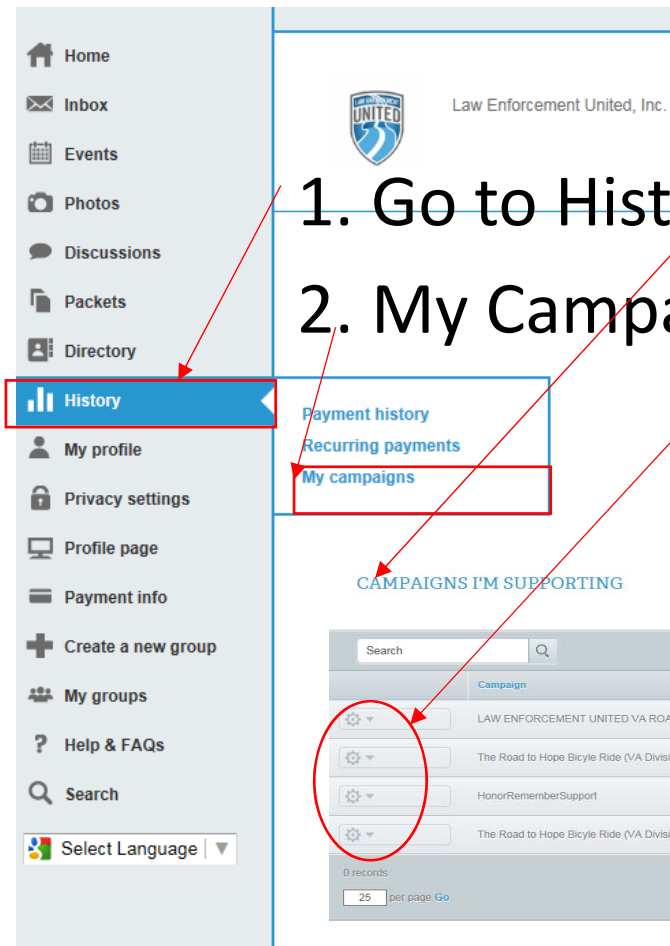 Home
Inbox
Events
Photos
Discussions
Packets
Directory
History
My profile
Privacy settings
Profile page
Payment info
Create a new group
My groups
Help & FAQs
Search
Select Language
LAW ENFORCEMENT
UNITED
Law Enforcement United, Inc.
1. Go to Hist
2. My Campa
Payment history
Recurring payments
My campaigns
CAMPAIGNS I'M SUPPORTING
Search
Campaign
LAW ENFORCEMENT UNITED VA ROA
The Road to Hope Bicyle Ride (VA Divisi
HonorRememberSupport
The Road to Hope Bicyle Ride (VA Divisi
0 records
25 per page Go